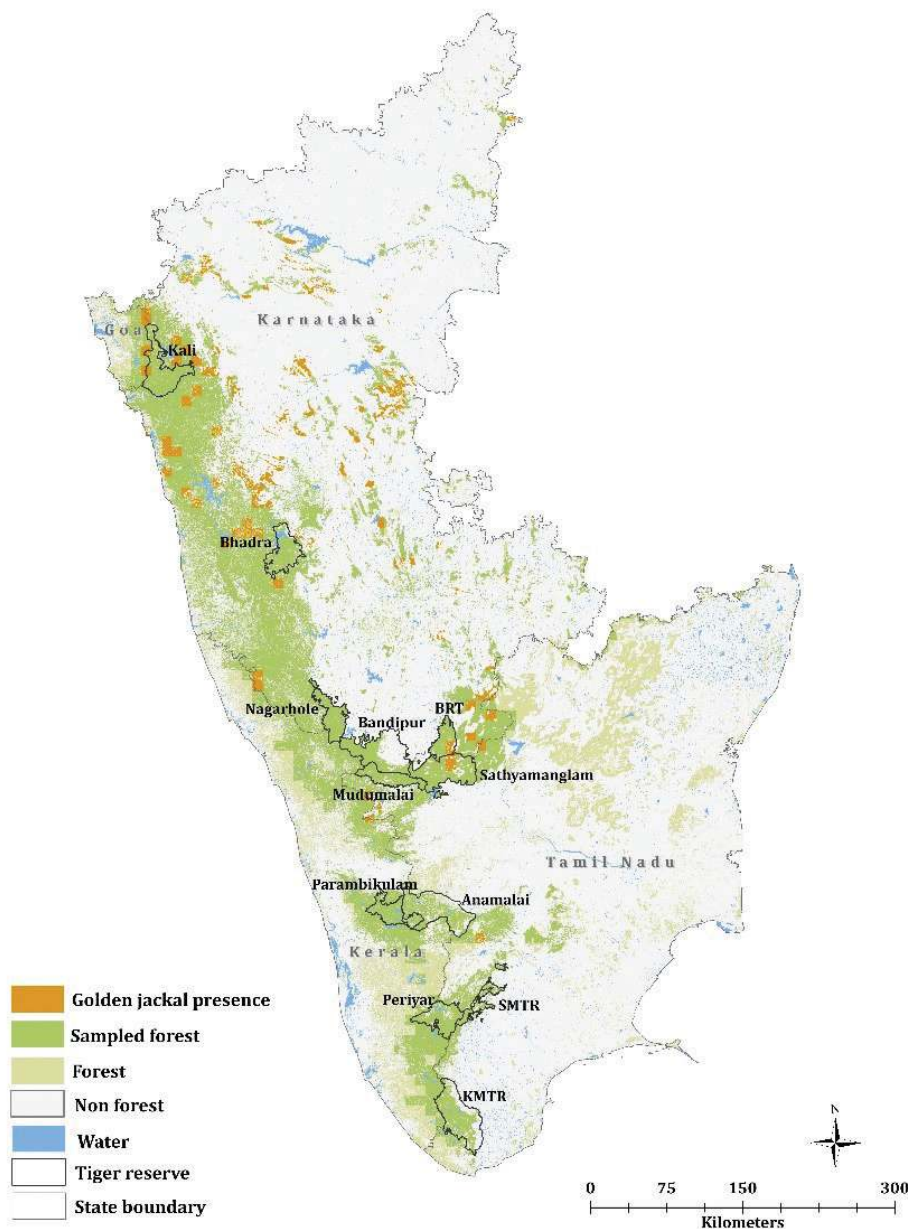 Karnataka
Goa
Kali
Bhadra
Nagarhole
Bandipur
BRT
Sathyamanglam
Mudumalai
Tamil Nadu
Parambikulam
Anamalai
Kerala
Periyar
SMTR
KMTR
Golden jackal presence
Sampled forest
Forest
Non forest
Water
Tiger reserve
State boundary
N
0 75 150 300
Kilometers